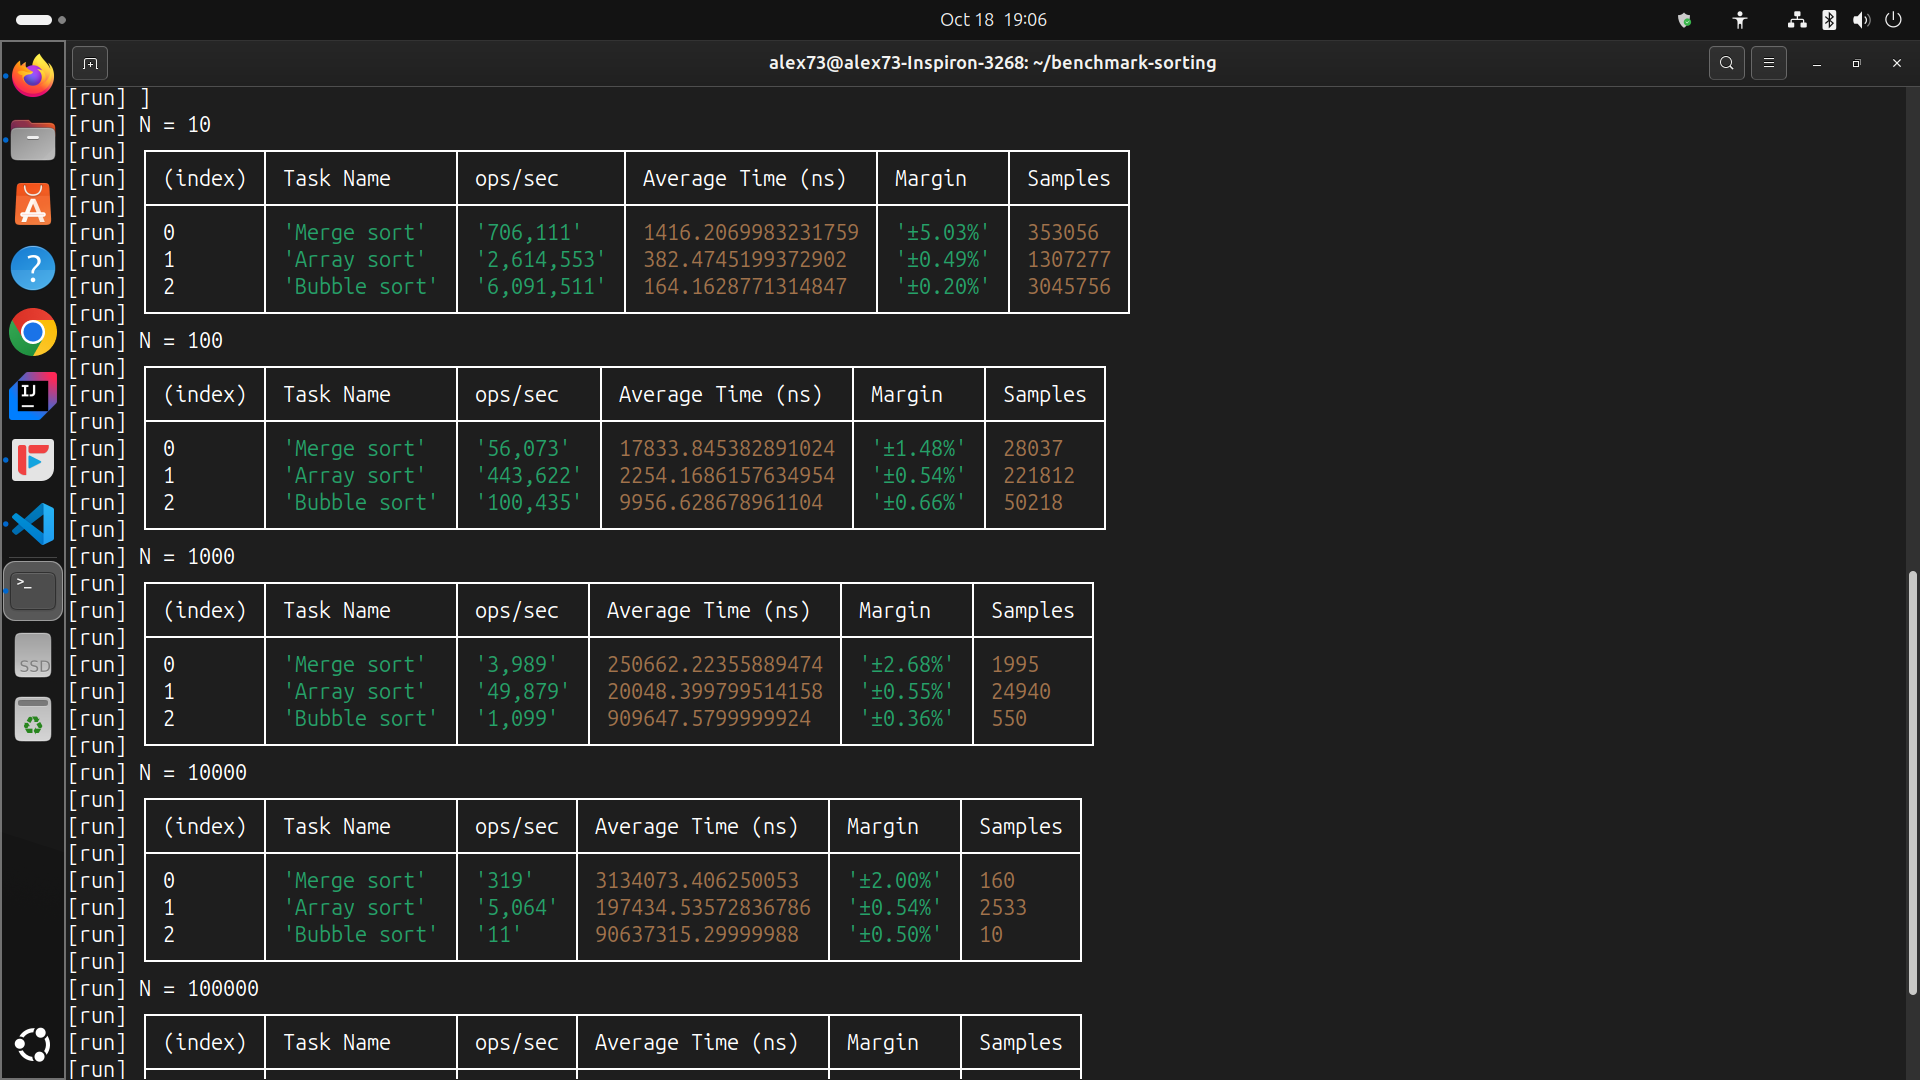 Oct 18 19:06
alex73@alex73-Inspiron-3268: ~/benchmark-sorting
[run] ]
[run] N = 10
[run]
[run] (index) Task Name ops/sec Average Time (ns) Margin Samples
[run]
[run] 0 'Merge sort' '706,111' 1416.2069983231759 '±5.03%' 353056
[run] 1 'Array sort' '2,614,553' 382.4745199372902 '±0.49%' 1307277
[run] 2 'Bubble sort' '6,091,511' 164.1628771314847 '±0.20%' 3045756
[run]
[run] N = 100
[run]
[run] (index) Task Name ops/sec Average Time (ns) Margin Samples
[run]
[run] 0 'Merge sort' '56,073' 17833.845382891024 '±1.48%' 28037
[run] 1 'Array sort' '443,622' 2254.1686157634954 '±0.54%' 221812
[run] 2 'Bubble sort' '100,435' 9956.628678961104 '±0.66%' 50218
[run]
[run] N = 1000
[run]
[run] (index) Task Name ops/sec Average Time (ns) Margin Samples
[run]
[run] 0 'Merge sort' '3,989' 250662.22355889474 '±2.68%' 1995
[run] 1 'Array sort' '49,879' 20048.399799514158 '±0.55%' 24940
[run] 2 'Bubble sort' '1,099' 909647.5799999924 '±0.36%' 550
[run]
[run] N = 10000
[run]
[run] (index) Task Name ops/sec Average Time (ns) Margin Samples
[run]
[run] 0 'Merge sort' '319' 3134073.406250053 '±2.00%' 160
[run] 1 'Array sort' '5,064' 197434.53572836786 '±0.54%' 2533
[run] 2 'Bubble sort' '11' 90637315.29999988 '±0.50%' 10
[run]
[run] N = 100000
[run]
[run] (index) Task Name ops/sec Average Time (ns) Margin Samples
[run]
IJ
>_
SSD